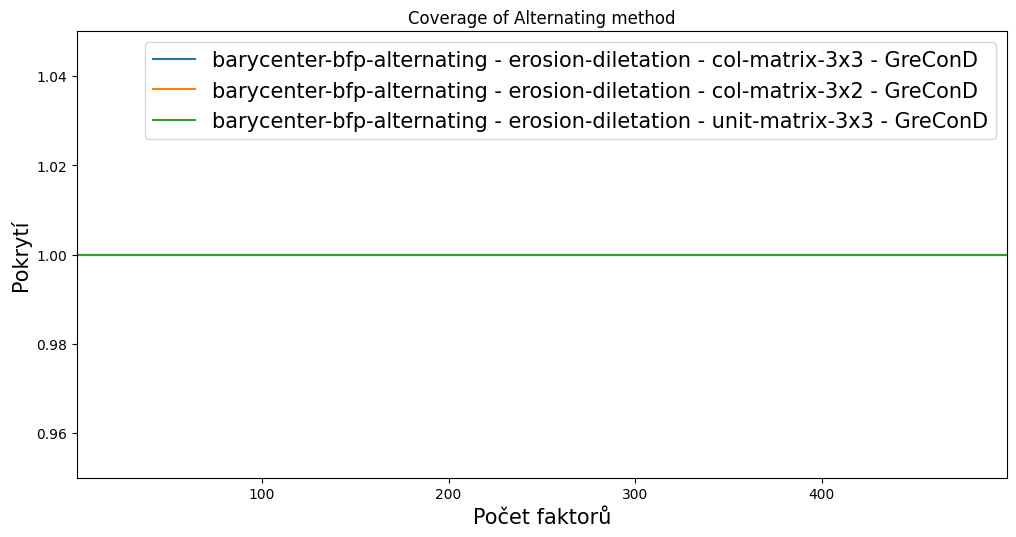 Coverage of Alternating method
barycenter-bfp-alternating - erosion-diletation - col-matrix-3x3 - GreConD
barycenter-bfp-alternating - erosion-diletation - col-matrix-3x2 - GreConD
barycenter-bfp-alternating - erosion-diletation - unit-matrix-3x3 - GreConD
Pokrytí
1.04
1.02
1.00
0.98
0.96
100 200 300 400
Počet faktorů